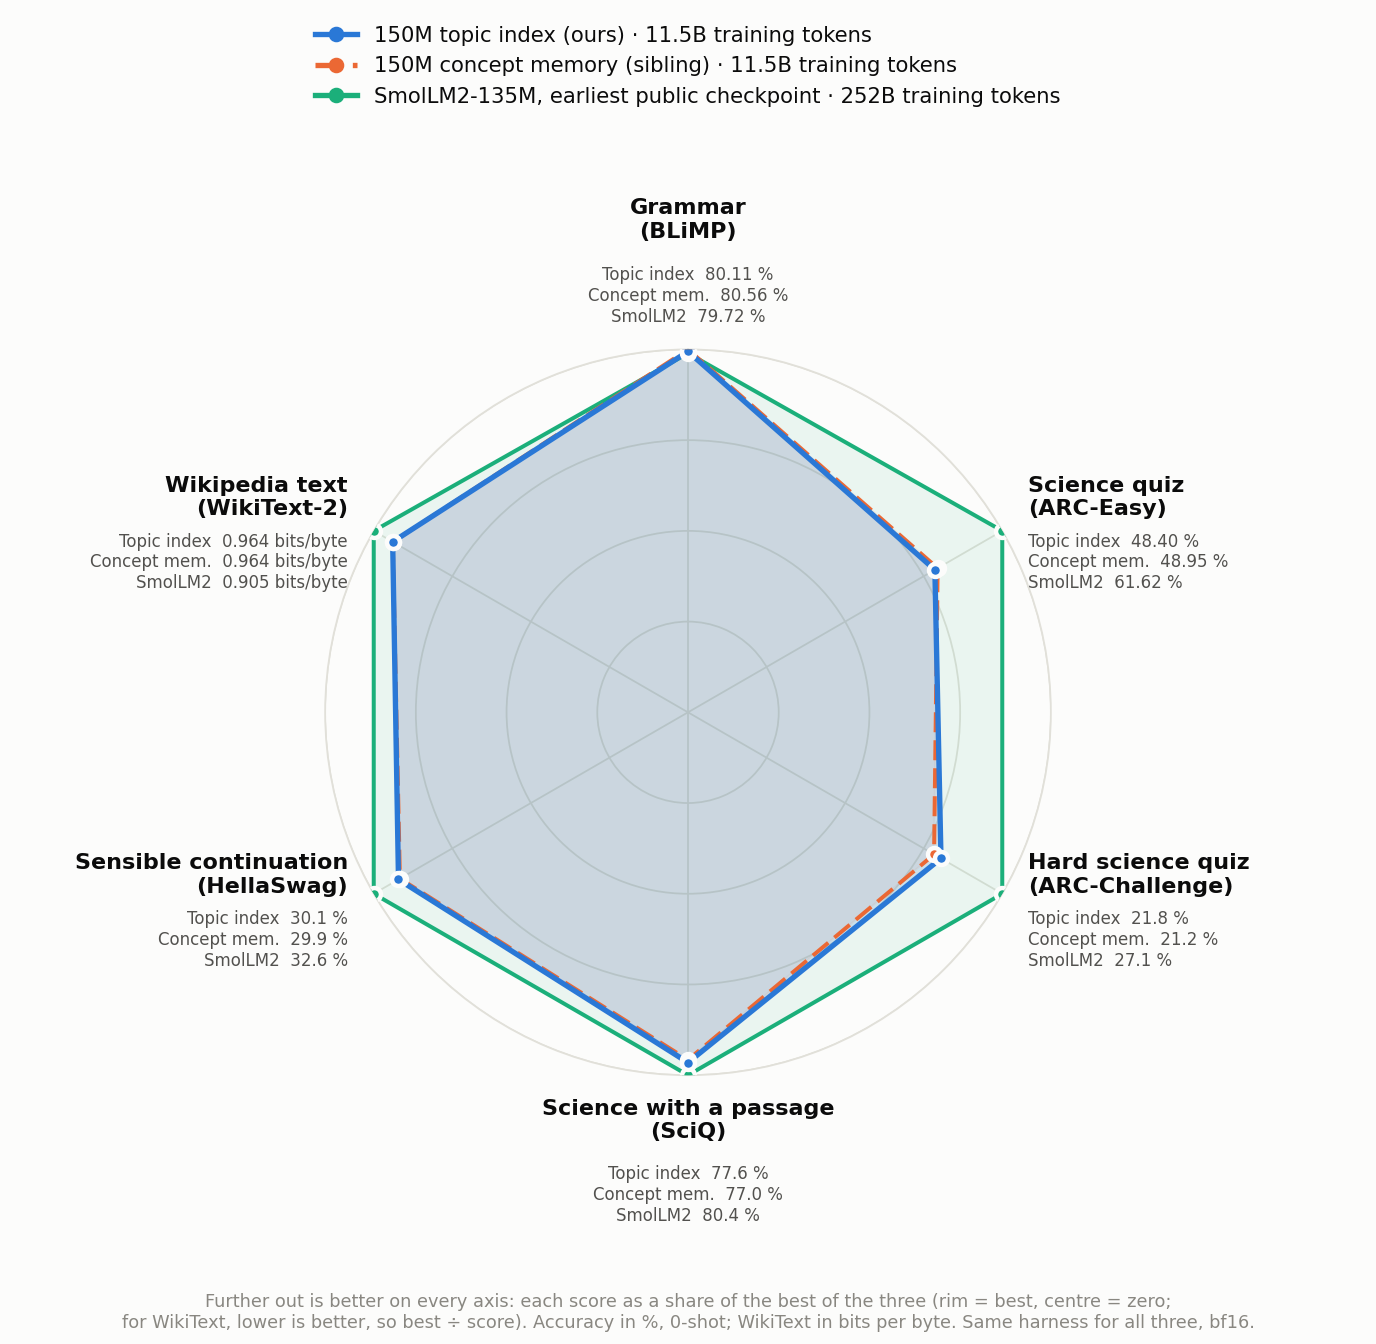 150M topic index (ours) · 11.5B training tokens
150M concept memory (sibling) · 11.5B training tokens
SmolLM2-135M, earliest public checkpoint · 252B training tokens
Grammar
(BLiMP)
Topic index 80.11 %
Concept mem. 80.56 %
SmolLM2 79.72 %
Wikipedia text
(WikiText-2)
Topic index 0.964 bits/byte
Concept mem. 0.964 bits/byte
SmolLM2 0.905 bits/byte
Science quiz
(ARC-Easy)
Topic index 48.40 %
Concept mem. 48.95 %
SmolLM2 61.62 %
Sensible continuation
(HellaSwag)
Topic index 30.1 %
Concept mem. 29.9 %
SmolLM2 32.6 %
Hard science quiz
(ARC-Challenge)
Topic index 21.8 %
Concept mem. 21.2 %
SmolLM2 27.1 %
Science with a passage
(SciQ)
Topic index 77.6 %
Concept mem. 77.0 %
SmolLM2 80.4 %
Further out is better on every axis: each score as a share of the best of the three (rim = best, centre = zero;
for WikiText, lower is better, so best ÷ score). Accuracy in %, 0-shot; WikiText in bits per byte. Same harness for all three, bf16.